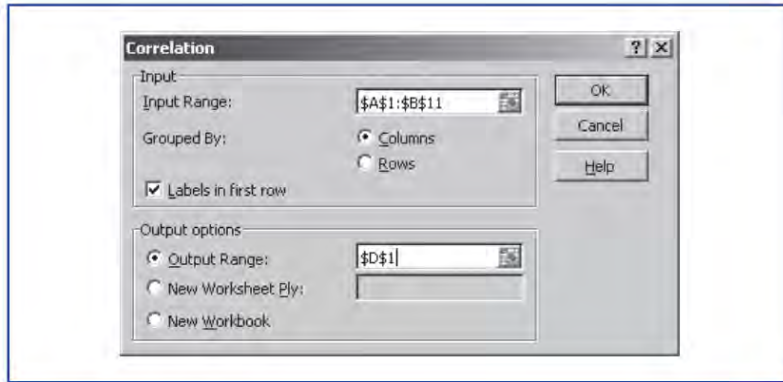 Correlation
Input
Input Range: $A$1:$B$11
OK
Grouped By: Columns
Cancel
Rows
Help
Labels in first row
Output options
Output Range: $D$1
New Worksheet Ply:
New Workbook